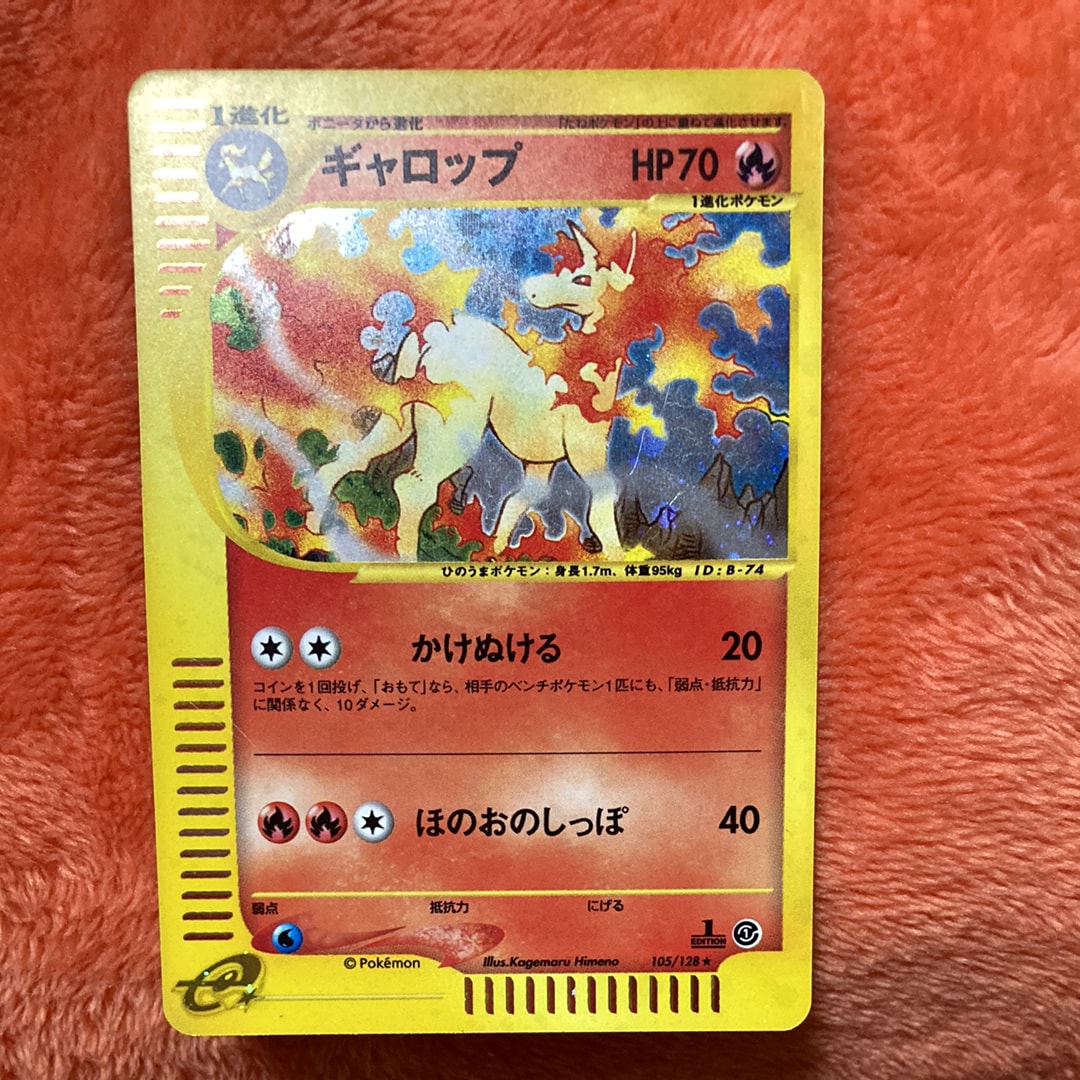 1進化
ポニータから進化 「たねポケモン」の上に重ねて進化させます。
ギャロップ HP70
1進化ポケモン
ひのうまポケモン：身長1.7m、体重95kg ID：B-74
かけぬける 20
コインを1回投げ、「おもて」なら、相手のベンチポケモン1匹にも、「弱点・抵抗力」
に関係なく、10ダメージ。
ほのおのしっぽ 40
弱点 抵抗力 にげる
1
EDITION
1
©Pokémon Illus.Kagemaru Himeno 105/128★
e